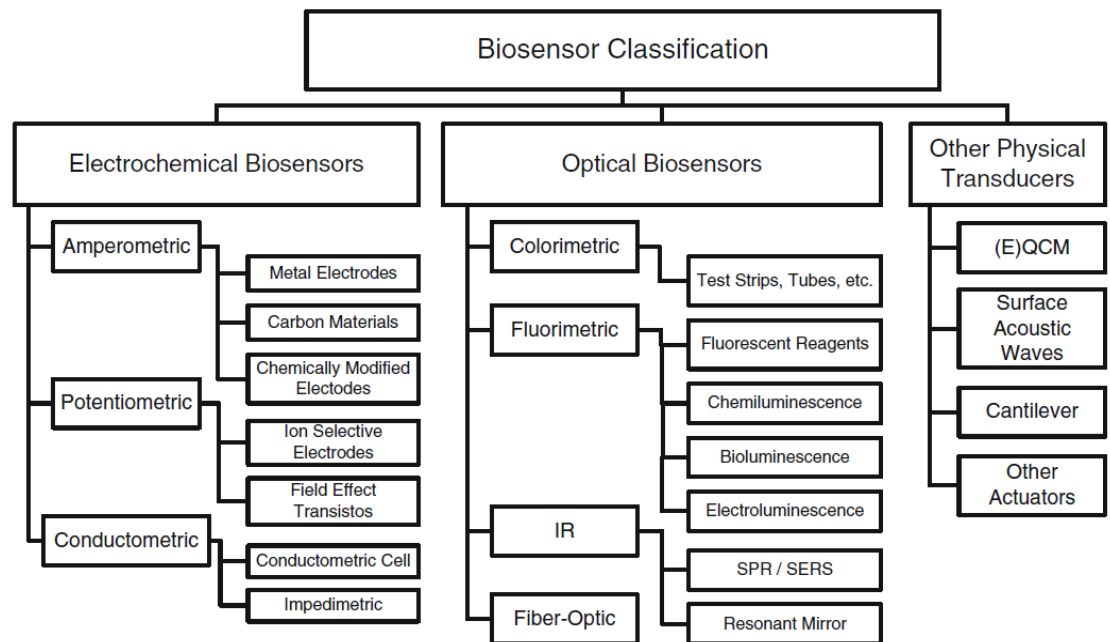 Biosensor Classification
Electrochemical Biosensors
Amperometric
Metal Electrodes
Carbon Materials
Chemically Modified
Electodes
Potentiometric
Ion Selective
Electrodes
Field Effect
Transistos
Conductometric
Conductometric Cell
Impedimetric
Optical Biosensors
Colorimetric
Test Strips, Tubes, etc.
Fluorimetric
Fluorescent Reagents
Chemiluminescence
Bioluminescence
Electroluminescence
IR
SPR / SERS
Resonant Mirror
Fiber-Optic
Other Physical
Transducers
(E)QCM
Surface
Acoustic
Waves
Cantilever
Other
Actuators